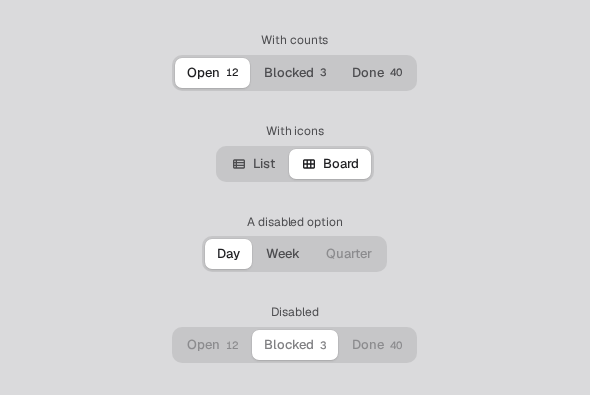 With counts
Open 12 Blocked 3 Done 40
With icons
List Board
A disabled option
Day Week Quarter
Disabled
Open 12 Blocked 3 Done 40